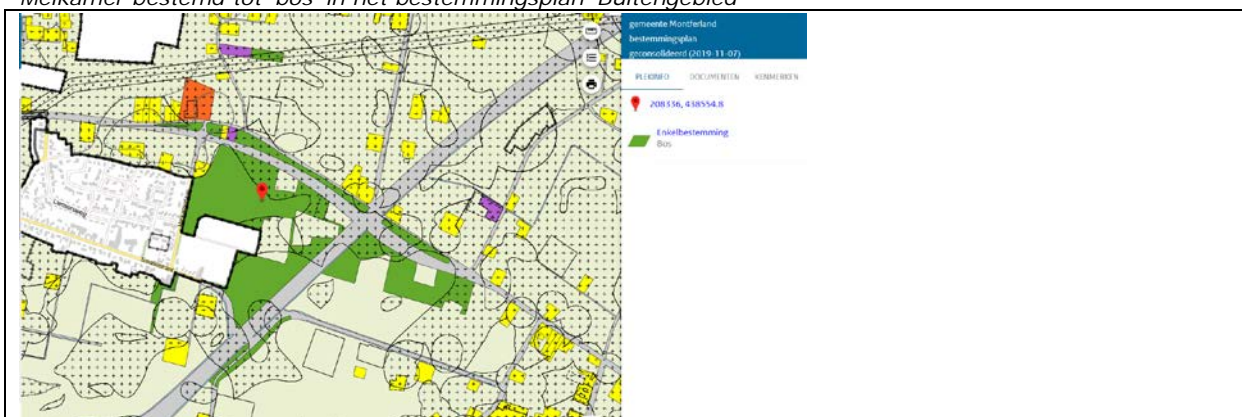 Melkamer bestemd tot 'bos' in het bestemmingsplan 'Buitengebied'
gemeente Montferland
bestemmingsplan
geconsolideerd (2019-11-07)
PLEKINFO DOCUMENTEN KENMERKEN
208336, 438554.8
Enkelbestemming
Bos